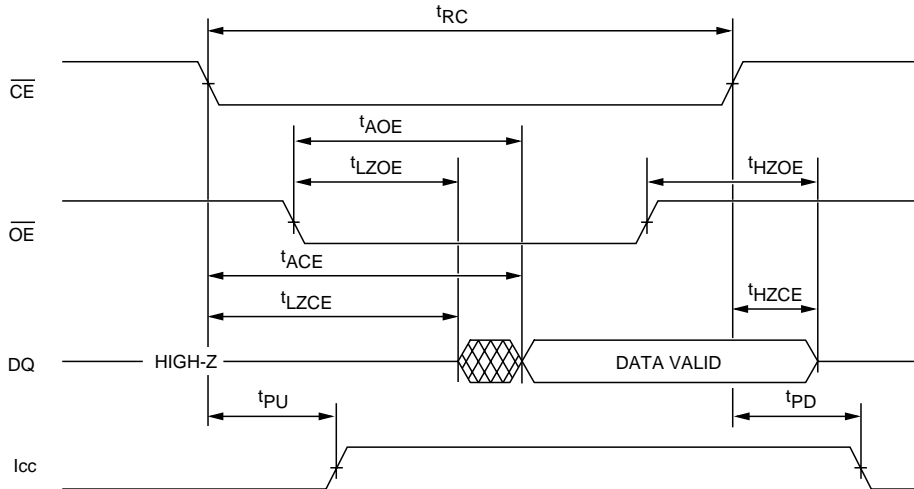 tRC
CE
tAOE
tLZOE
tHZOE
OE
tACE
tLZCE
tHZCE
DQ
HIGH-Z
DATA VALID
tPU
tPD
Icc